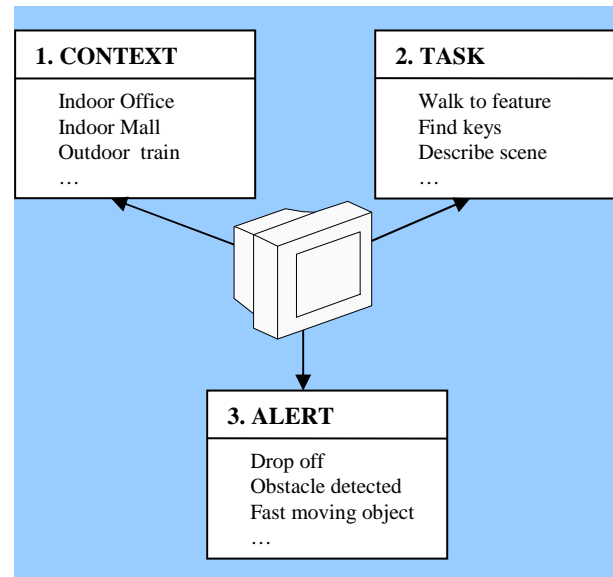 1. CONTEXT
Indoor Office
Indoor Mall
Outdoor train
…
2. TASK
Walk to feature
Find keys
Describe scene
…
3. ALERT
Drop off
Obstacle detected
Fast moving object
…